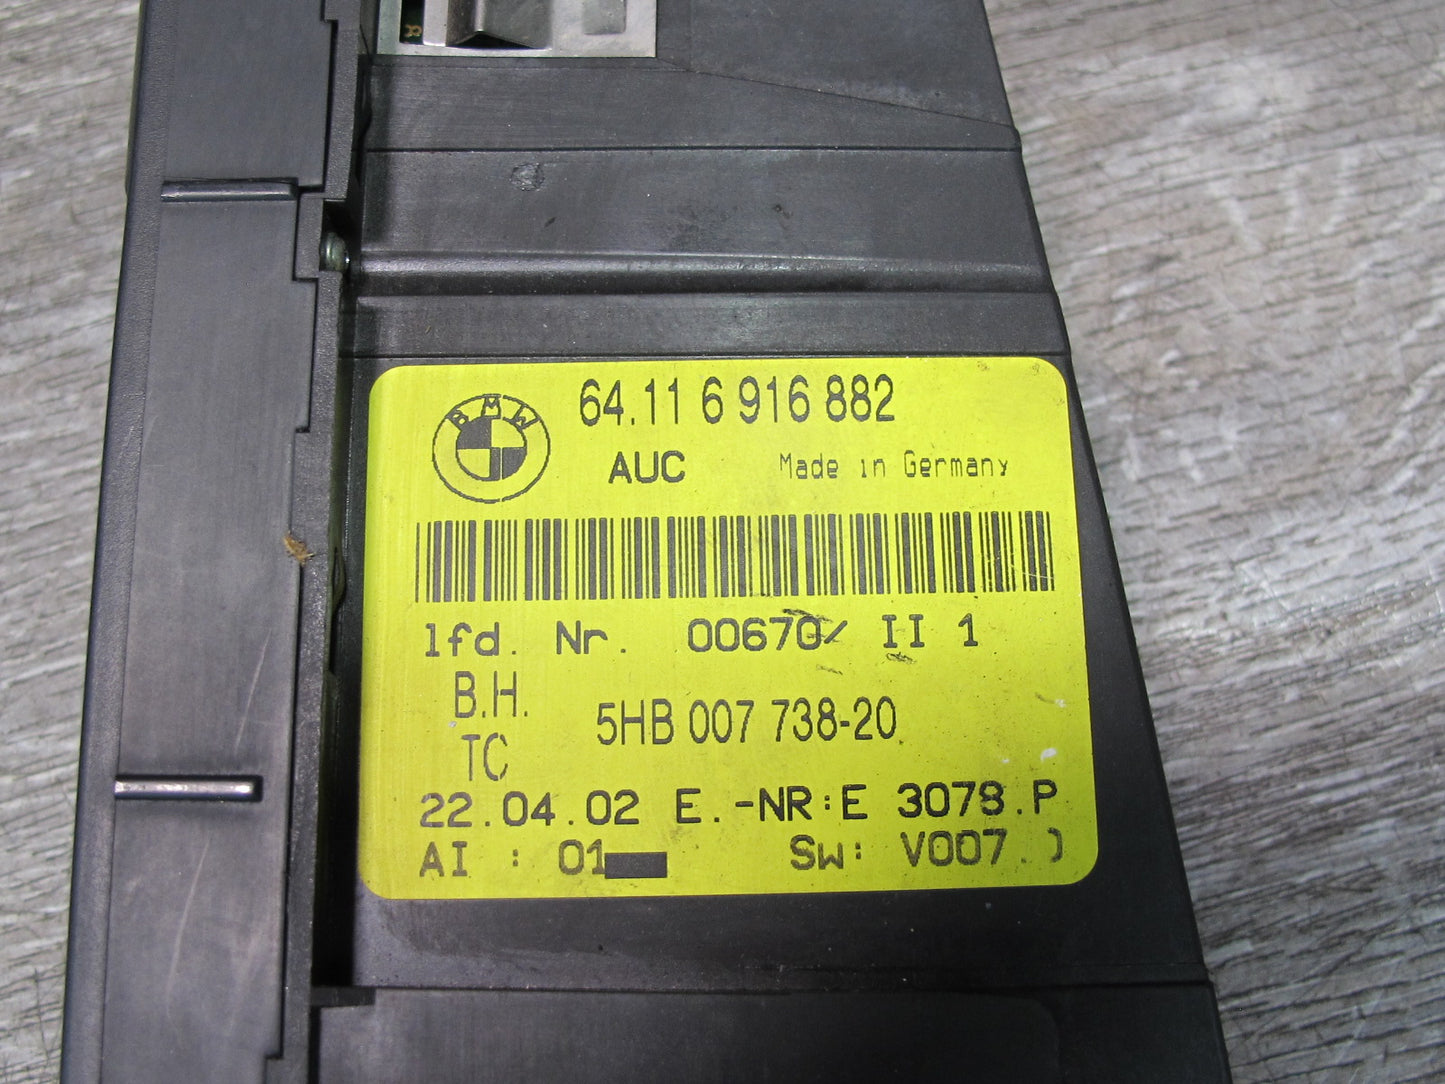 BMW
64.11 6 916 882
AUC Made in Germany
lfd. Nr. 00670/ II 1
B.H.
5HB 007 738-20
TC
22.04.02 E.-NR:E 3078.P
AI : 01
SW: V007.